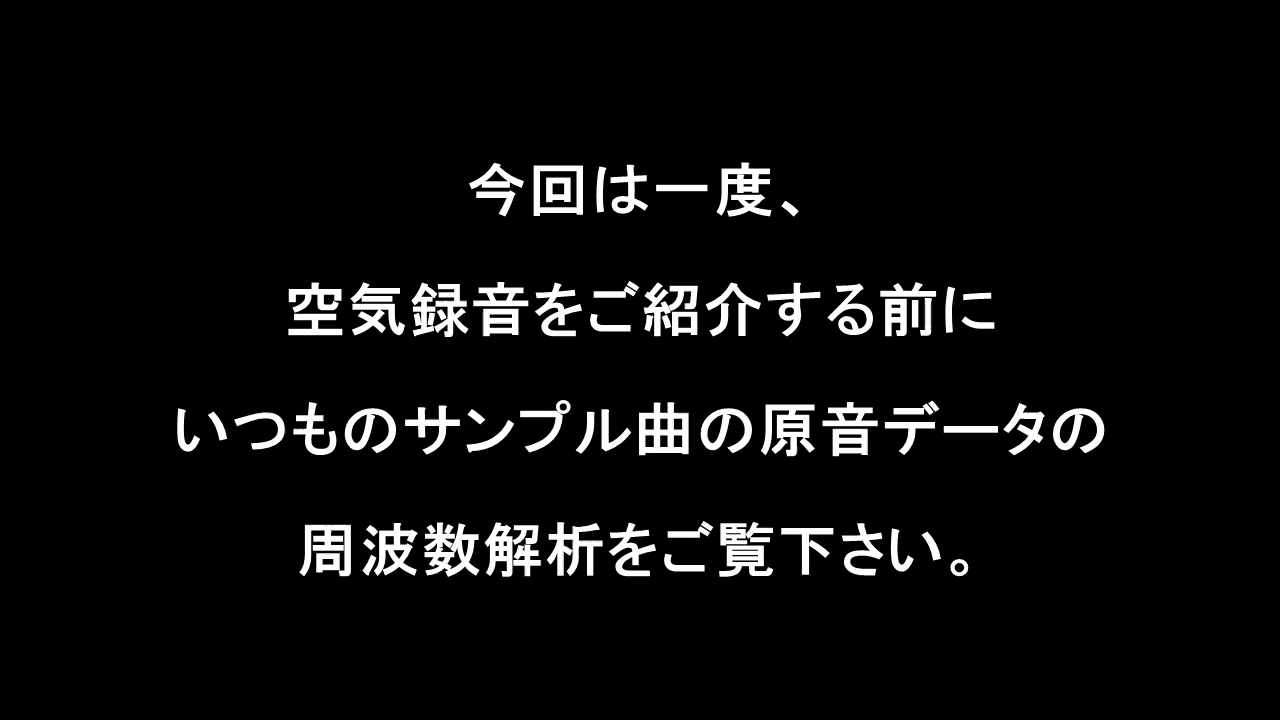 今回は一度、
空気録音をご紹介する前に
いつものサンプル曲の原音データの
周波数解析をご覧下さい。